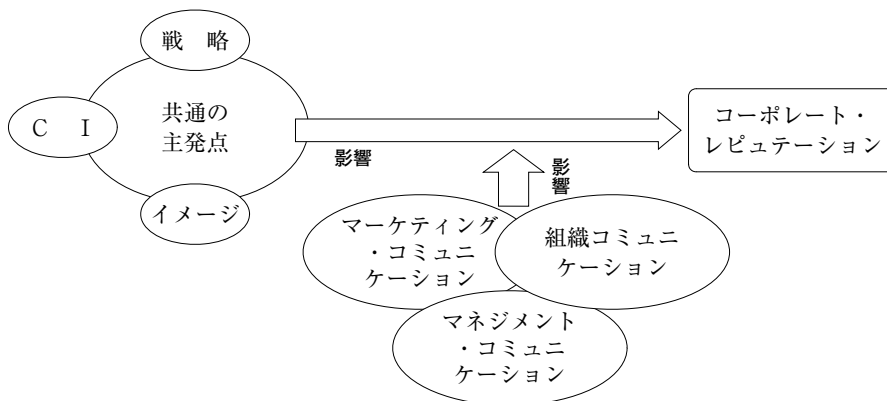 戦　略
共通の
主発点
Ｃ　Ｉ
イメージ
影響
コーポレート・
レピュテーション
影
響
マーケティング
・コミュニ
ケーション
組織コミュニ
ケーション
マネジメント
・コミュニ
ケーション